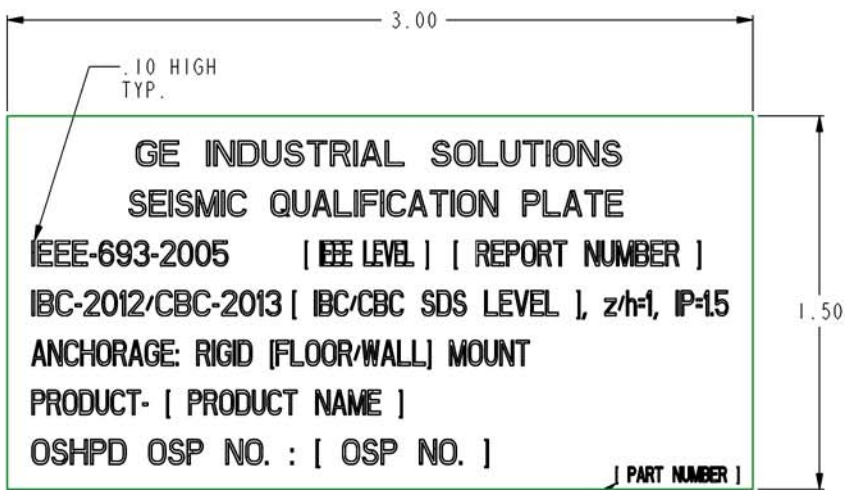 3.00
.10 HIGH
TYP.
GE INDUSTRIAL SOLUTIONS
SEISMIC QUALIFICATION PLATE
IEEE-693-2005 [ IEEE LEVEL ] [ REPORT NUMBER ]
IBC-2012/CBC-2013 [ IBC/CBC SDS LEVEL ], z/h=1, IP=1.5
1.50
ANCHORAGE: RIGID [FLOOR/WALL] MOUNT
PRODUCT- [ PRODUCT NAME ]
OSHPD OSP NO. : [ OSP NO. ]
[ PART NUMBER ]